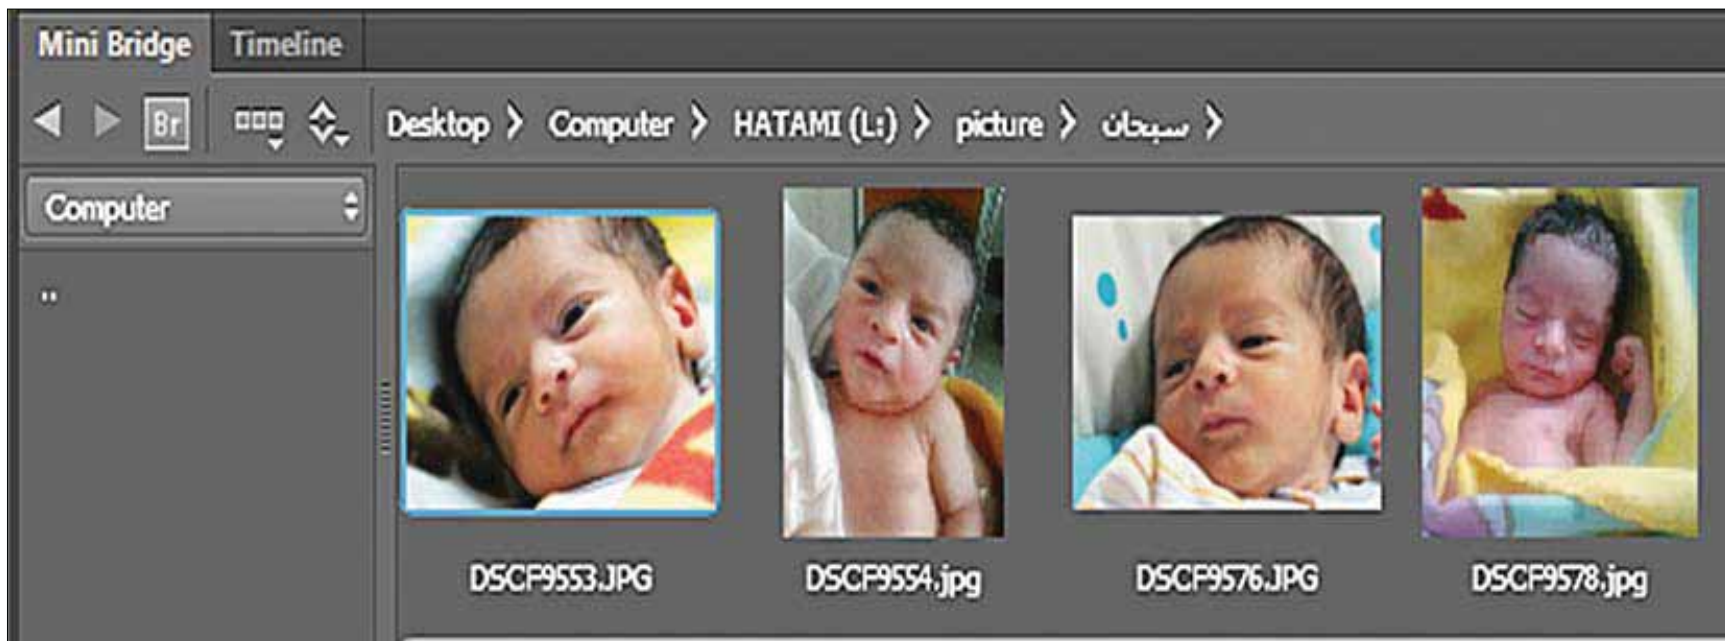 Mini Bridge Timeline
Br Desktop > Computer > HATAMI (L:) > picture > سبحان >
Computer
..
DSCF9553.JPG DSCF9554.jpg DSCF9576.JPG DSCF9578.jpg